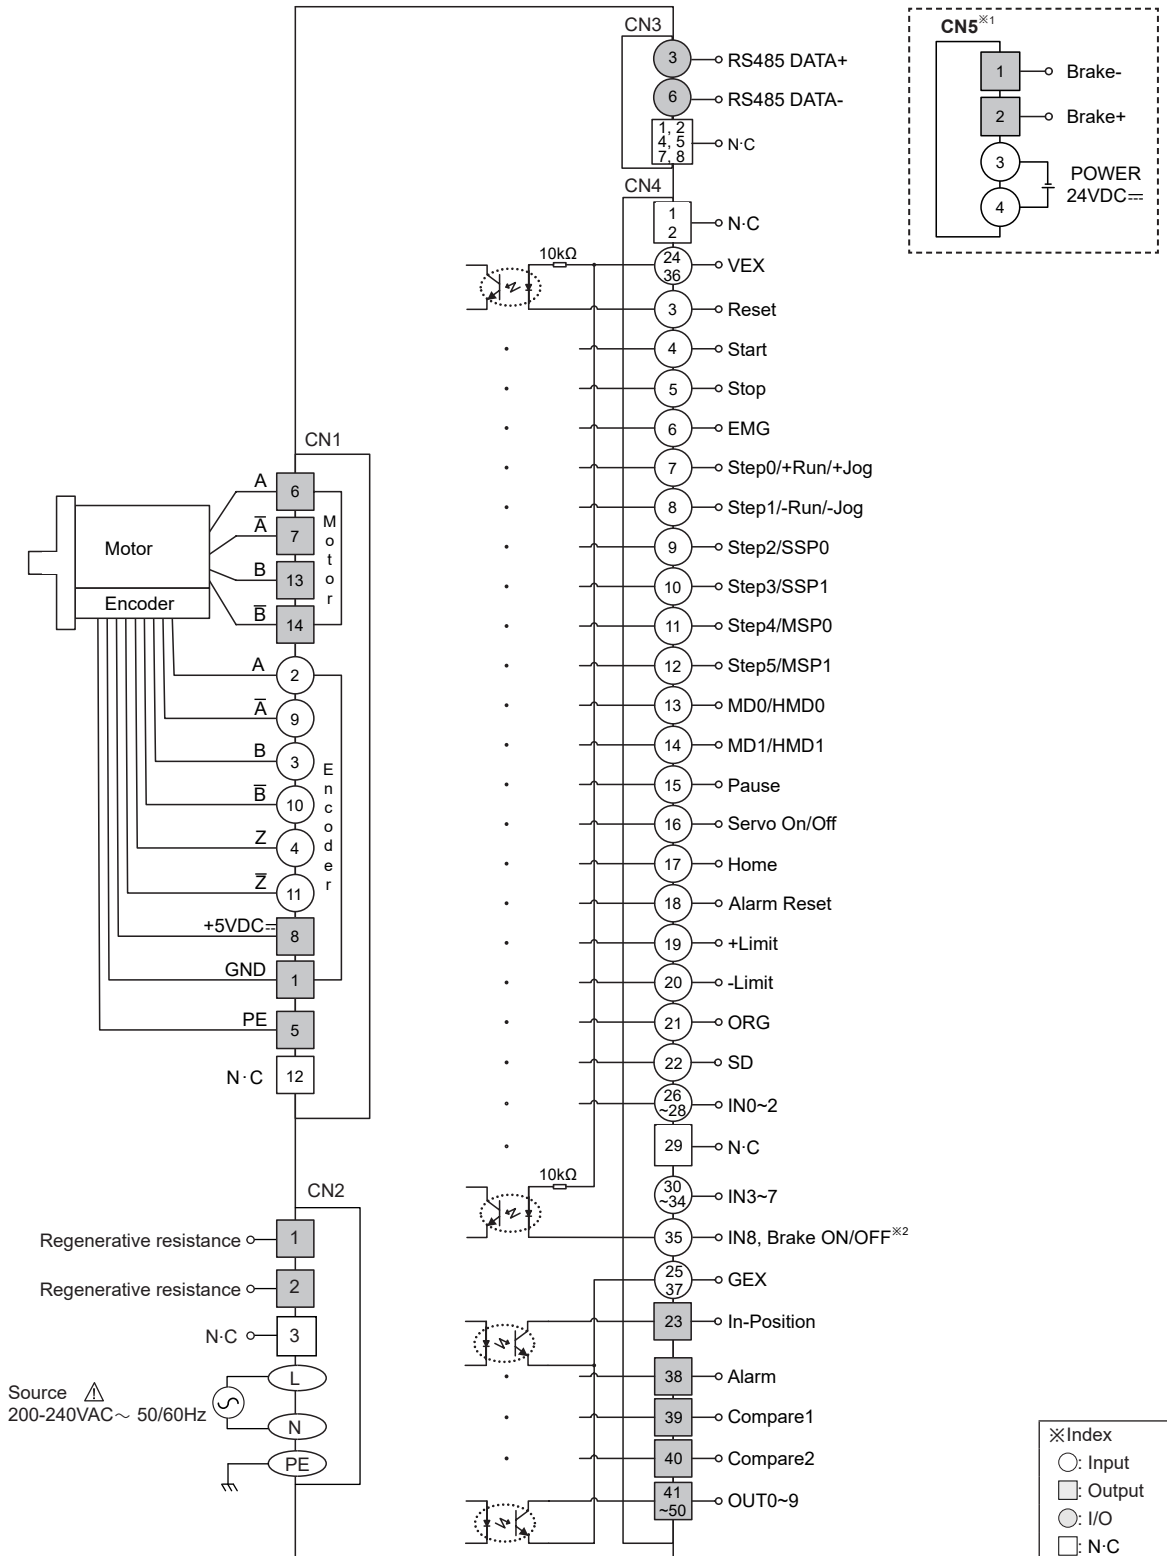 CN3
3 RS485 DATA+
6 RS485 DATA-
1, 2
4, 5
7, 8
N·C
CN5※1
1 Brake-
2 Brake+
3
4
POWER
24VDC⎓
CN4
1
2
N·C
10kΩ
24
36
VEX
3 Reset
4 Start
5 Stop
6 EMG
7 Step0/+Run/+Jog
8 Step1/-Run/-Jog
9 Step2/SSP0
10 Step3/SSP1
11 Step4/MSP0
12 Step5/MSP1
13 MD0/HMD0
14 MD1/HMD1
15 Pause
16 Servo On/Off
17 Home
18 Alarm Reset
19 +Limit
20 -Limit
21 ORG
22 SD
26
~28
IN0~2
29 N·C
10kΩ
30
~34
IN3~7
35 IN8, Brake ON/OFF※2
25
37
GEX
23 In-Position
38 Alarm
39 Compare1
40 Compare2
41
~50
OUT0~9
CN1
Motor
Encoder
A 6
A̅ 7
B 13
B̅ 14
Motor
A 2
A̅ 9
B 3
B̅ 10
Z 4
Z̅ 11
+5VDC⎓ 8
GND 1
Encoder
PE 5
N·C 12
CN2
Regenerative resistance 1
Regenerative resistance 2
N·C 3
L
Source ⚠
200-240VAC～ 50/60Hz
N
PE
※Index
○: Input
□: Output
○: I/O
□: N·C